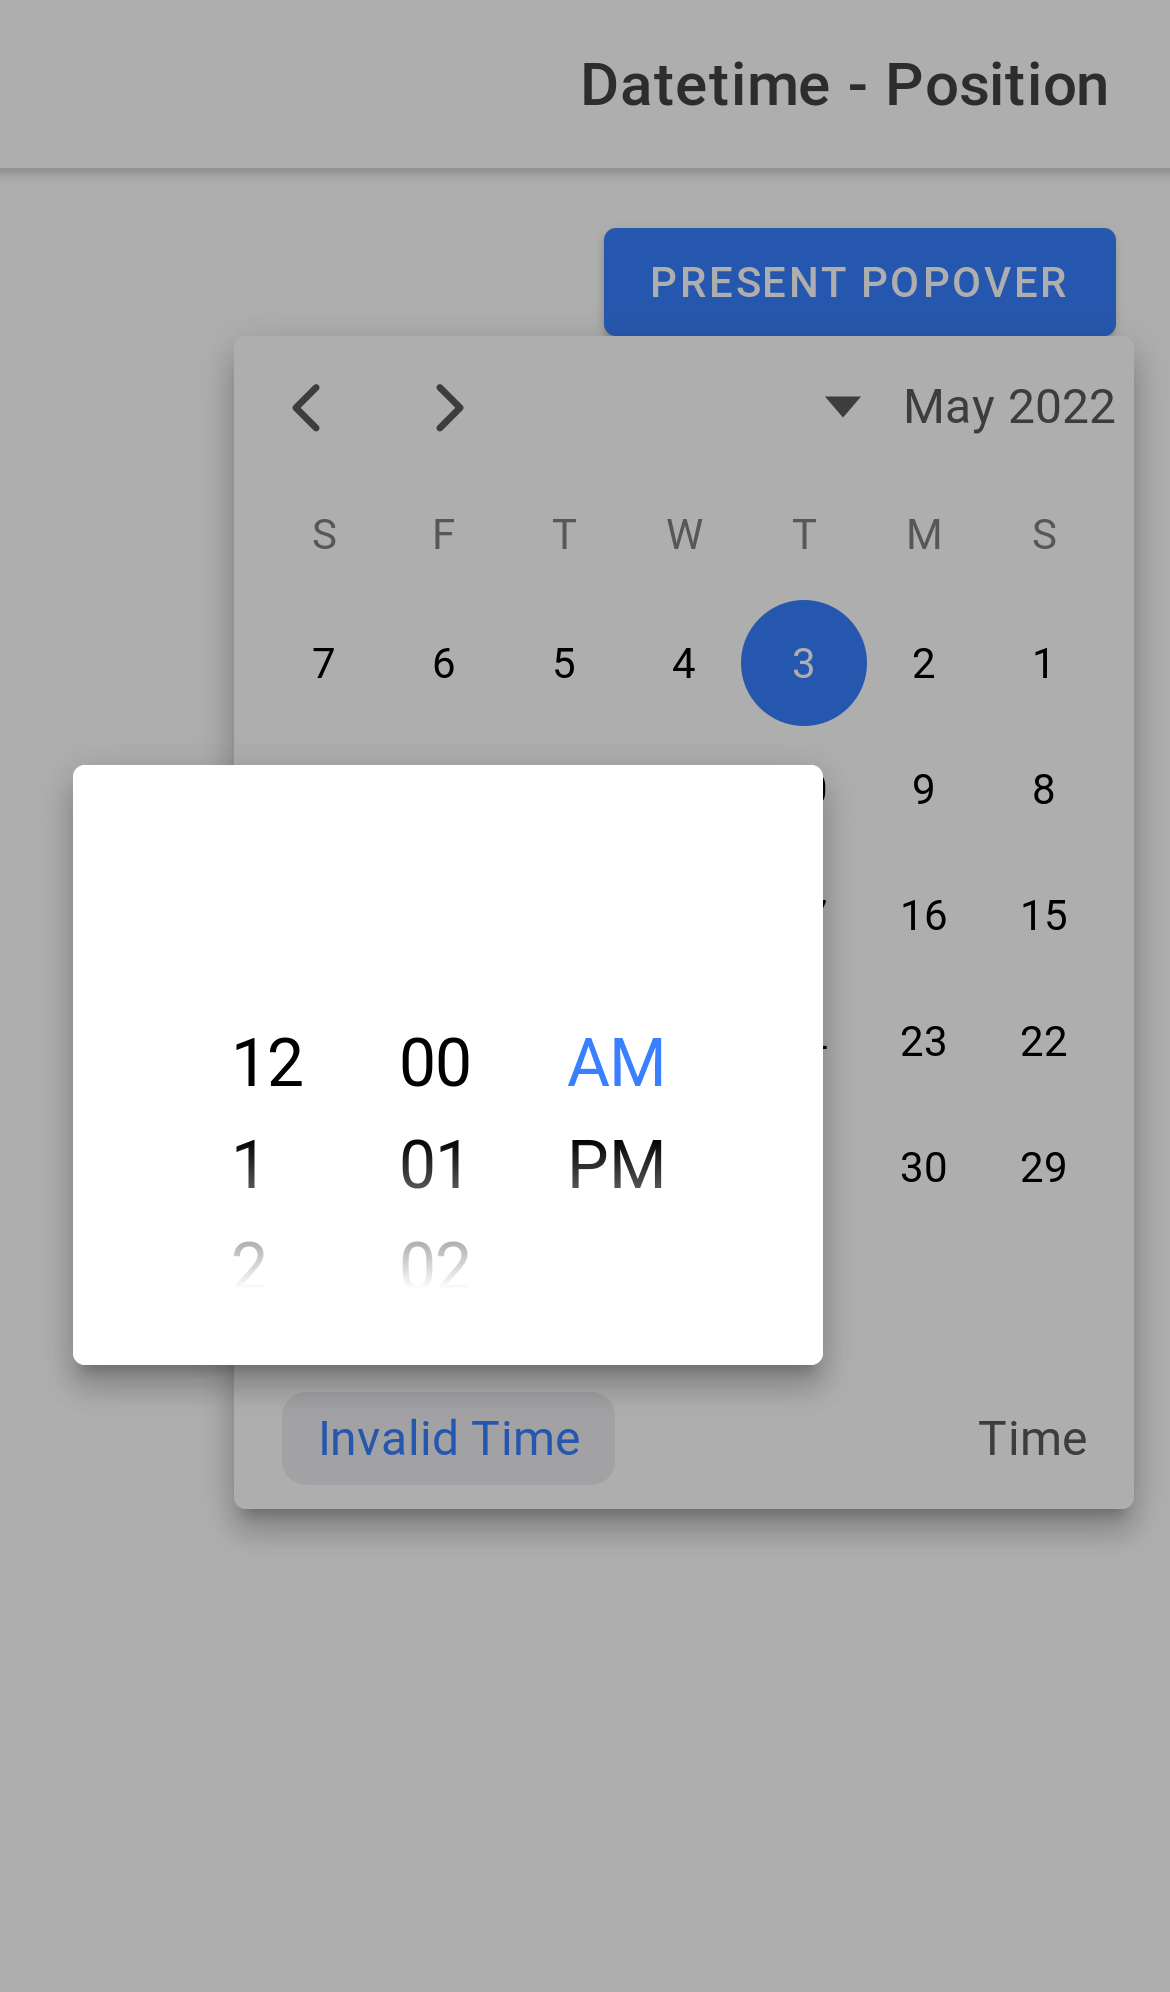 Datetime - Position
PRESENT POPOVER
May 2022
S F T W T M S
7 6 5 4 3 2 1
9 8
16 15
23 22
30 29
12 00 AM
1 01 PM
2 02
Invalid Time Time